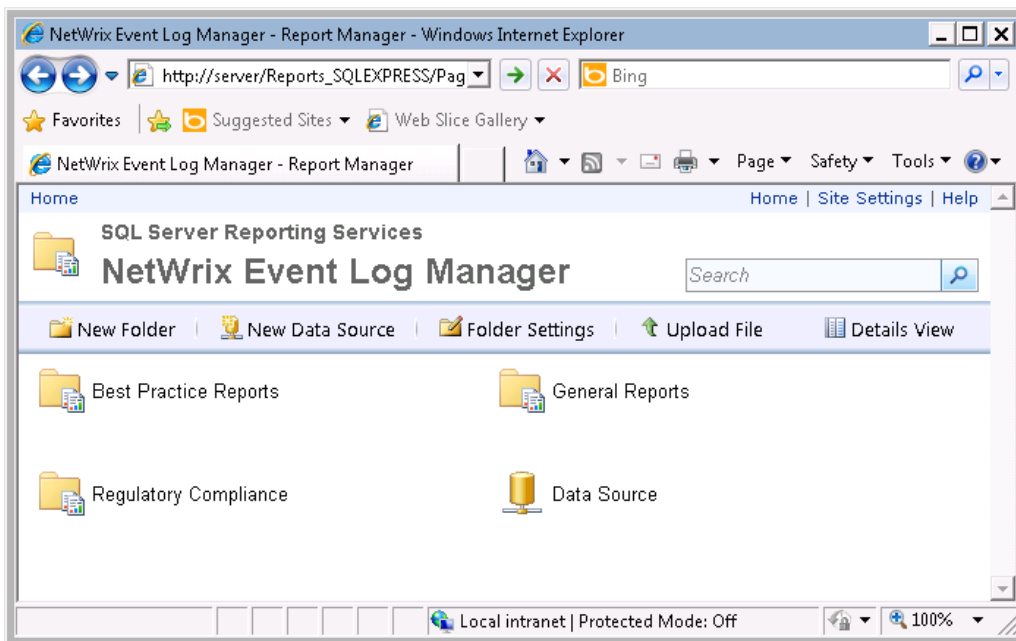 NetWrix Event Log Manager - Report Manager - Windows Internet Explorer
http://server/Reports_SQLEXPRESS/Pag
Bing
Favorites
Suggested Sites
Web Slice Gallery
NetWrix Event Log Manager - Report Manager
Page
Safety
Tools
Home
Home | Site Settings | Help
SQL Server Reporting Services
NetWrix Event Log Manager
Search
New Folder
New Data Source
Folder Settings
Upload File
Details View
Best Practice Reports
General Reports
Regulatory Compliance
Data Source
Local intranet | Protected Mode: Off
100%